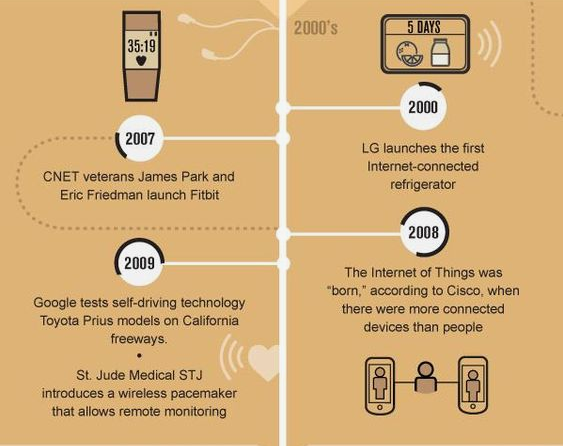 2000's
35:19
5 DAYS
2000
LG launches the first
Internet-connected
refrigerator
2007
CNET veterans James Park and
Eric Friedman launch Fitbit
2008
The Internet of Things was
“born,” according to Cisco, when
there were more connected
devices than people
2009
Google tests self-driving technology
Toyota Prius models on California
freeways.
•
St. Jude Medical STJ
introduces a wireless pacemaker
that allows remote monitoring